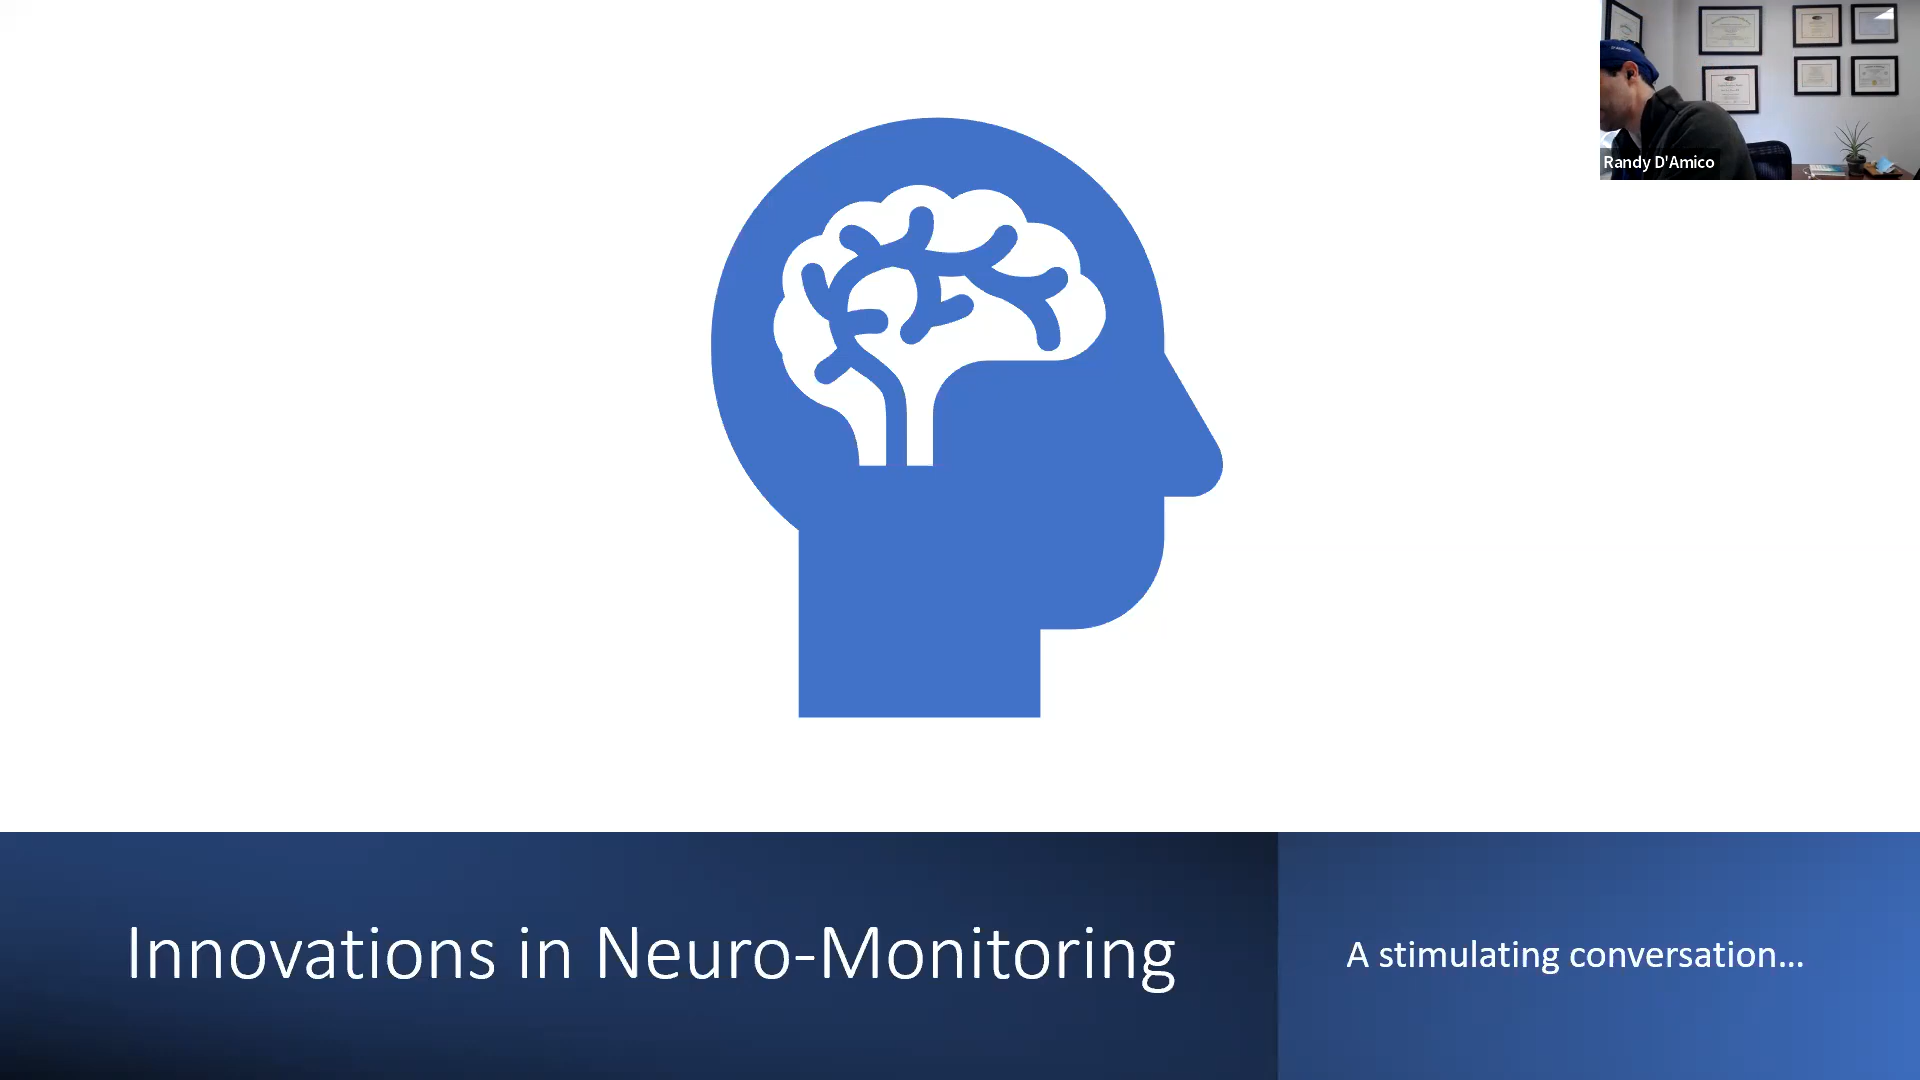 Randy D'Amico
Innovations in Neuro-Monitoring
A stimulating conversation...